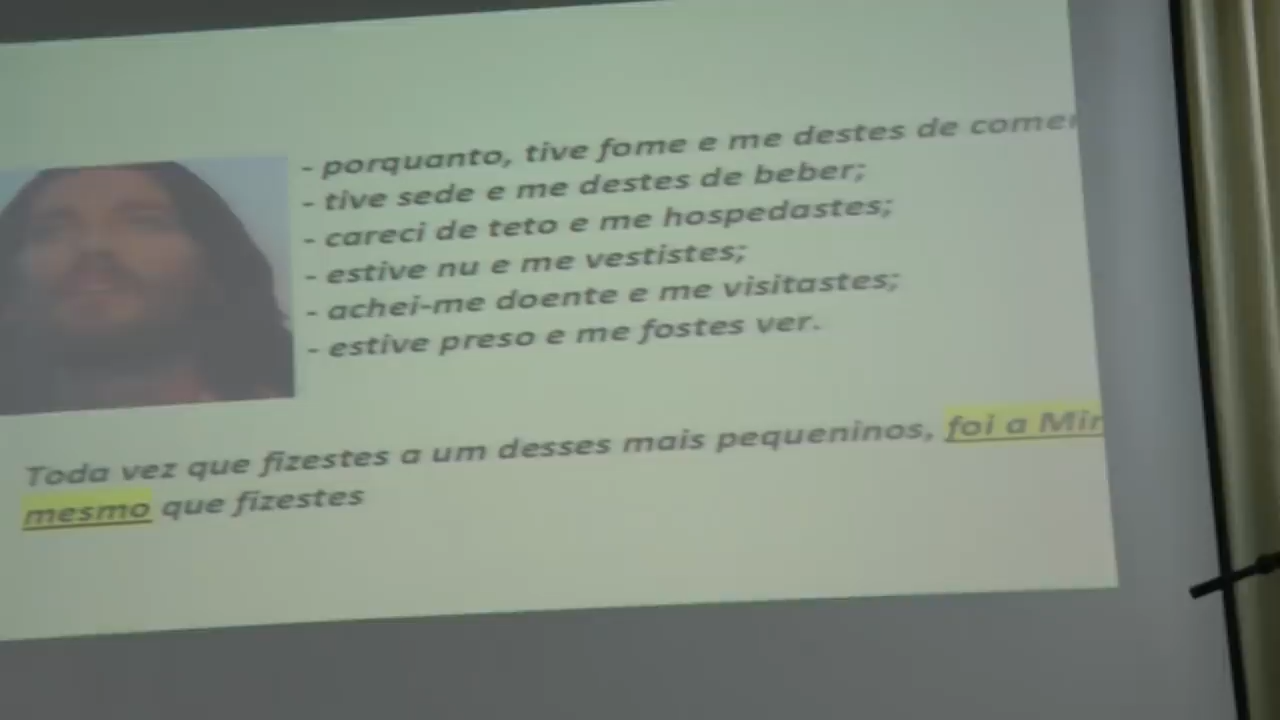 - porquanto, tive fome e me destes de comer
- tive sede e me destes de beber;
- careci de teto e me hospedastes;
- estive nu e me vestistes;
- achei-me doente e me visitastes;
- estive preso e me fostes ver.
Toda vez que fizestes a um desses mais pequeninos, foi a Mim
mesmo que fizestes